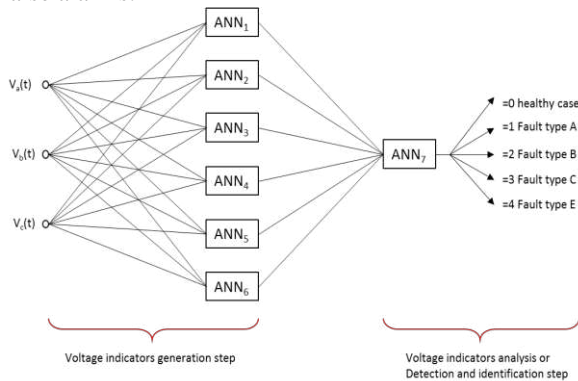 ANN1
ANN2
ANN3
ANN4
ANN5
ANN6
Va(t)
Vb(t)
Vc(t)
ANN7
=0 healthy case
=1 Fault type A
=2 Fault type B
=3 Fault type C
=4 Fault type E
Voltage indicators generation step
Voltage indicators analysis or
Detection and identification step